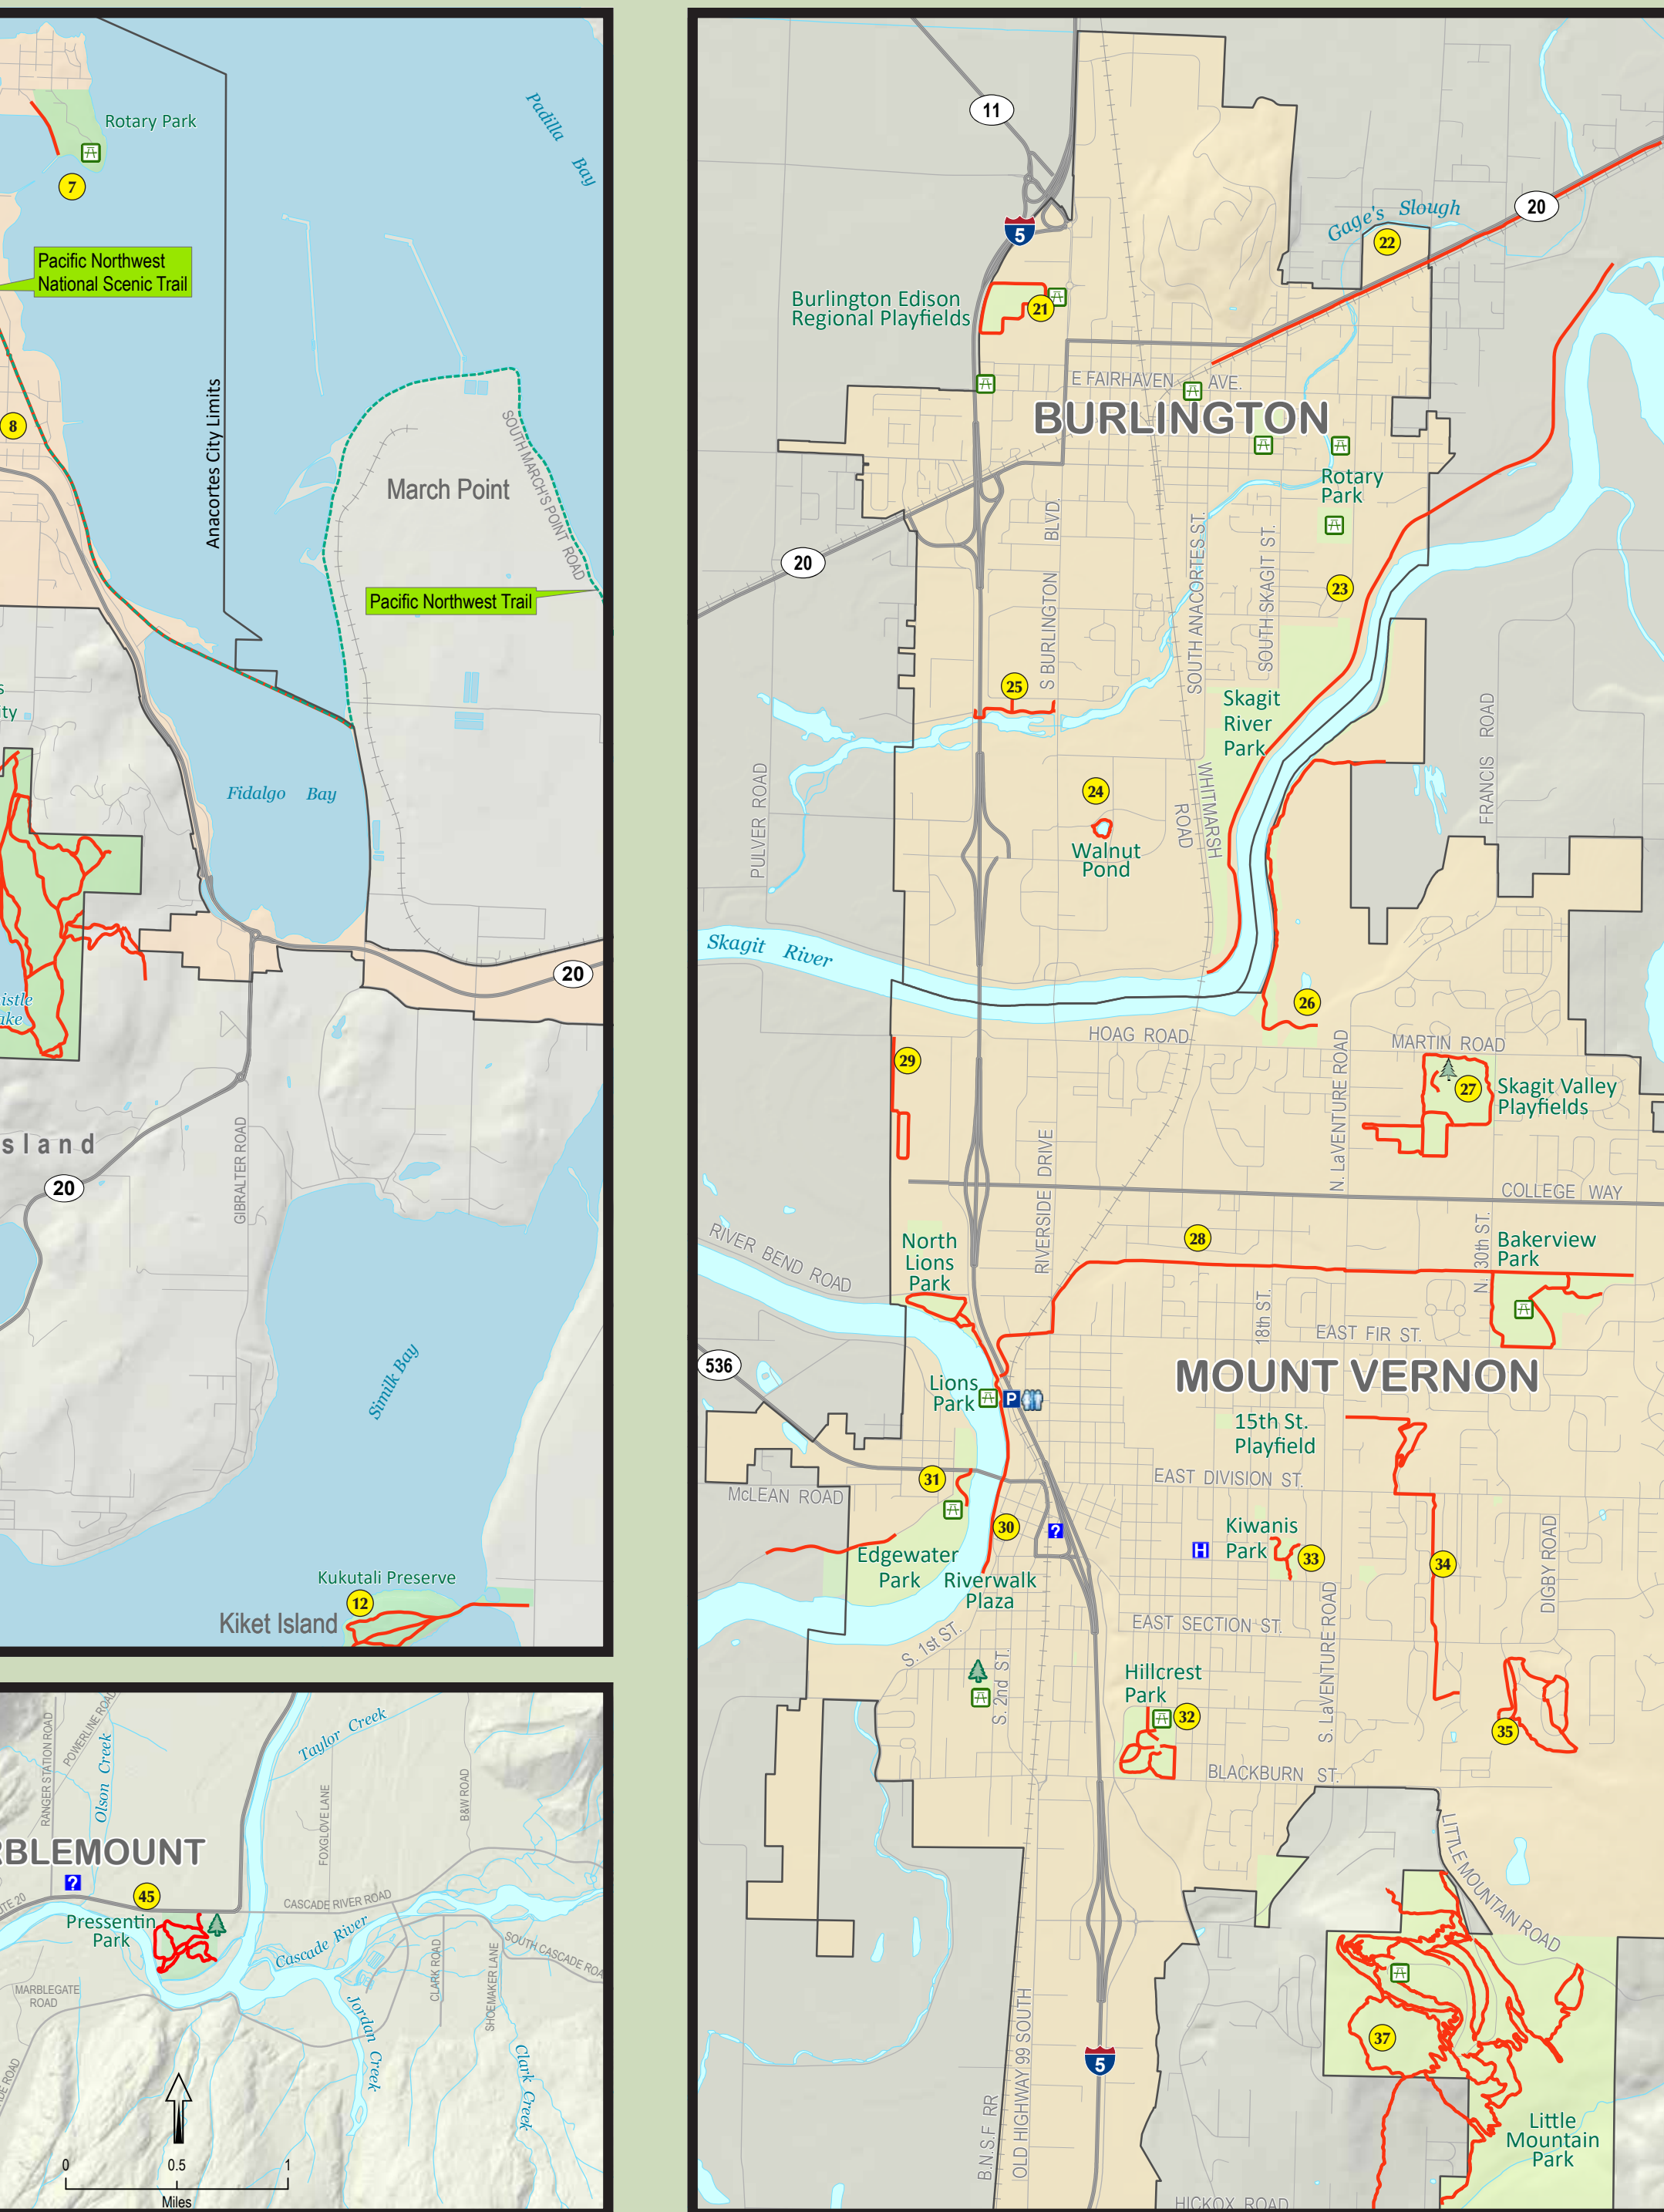 Rotary Park
7
Padilla Bay
Pacific Northwest
National Scenic Trail
Anacortes City Limits
8
March Point
SOUTH MARCH'S POINT ROAD
Pacific Northwest Trail
Fidalgo Bay
20
GIBRALTER ROAD
20
Similk Bay
Kukutali Preserve
12
Kiket Island
RANGER STATION ROAD
POWERLINE ROAD
Olson Creek
Taylor Creek
FOXGLOVE LANE
B&W ROAD
45
CASCADE RIVER ROAD
Pressentin
Park
Cascade River
MARBLEGATE
ROAD
CLARK ROAD
SHOEMAKER LANE
SOUTH CASCADE
Jordan Creek
Clark Creek
0 0.5 1
Miles
11
5
20
Gage's Slough
22
Burlington Edison
Regional Playfields
21
E FAIRHAVEN AVE.
BURLINGTON
Rotary
Park
20
S BURLINGTON BLVD.
SOUTH ANACORTES ST.
SOUTH SKAGIT ST.
23
25
Skagit
River
Park
FRANCIS ROAD
PULVER ROAD
24
Walnut
Pond
WHITMARSH
ROAD
Skagit River
26
HOAG ROAD
29
N. LaVENTURE ROAD
MARTIN ROAD
27
Skagit Valley
Playfields
RIVERSIDE DRIVE
COLLEGE WAY
RIVER BEND ROAD
North
Lions
Park
28
N. 30th ST.
Bakerview
Park
18th ST.
EAST FIR ST.
536
MOUNT VERNON
Lions
Park
P
15th St.
Playfield
31
EAST DIVISION ST.
McLEAN ROAD
30
?
H
Kiwanis
Park
33
34
DIGBY ROAD
Edgewater
Park
Riverwalk
Plaza
S. 1st ST.
EAST SECTION ST.
S. 2nd ST.
Hillcrest
Park
32
S. LaVENTURE ROAD
35
BLACKBURN ST.
LITTLE MOUNTAIN ROAD
37
5
B.N.S.F RR
OLD HIGHWAY 99 SOUTH
Little
Mountain
Park
HICKOX ROAD